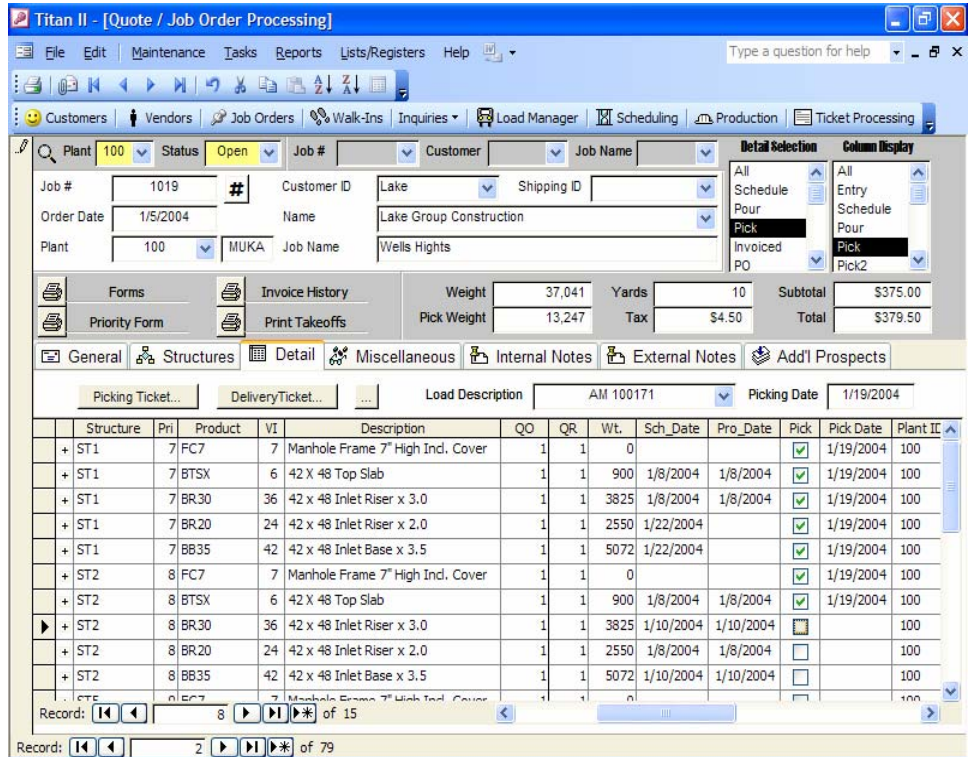 Titan II - [Quote / Job Order Processing]
File Edit Maintenance Tasks Reports Lists/Registers Help Type a question for help
Customers Vendors Job Orders Walk-Ins Inquiries Load Manager Scheduling Production Ticket Processing
Plant 100 Status Open Job # Customer Job Name Detail Selection Column Display
Job # 1019 # Customer ID Lake Shipping ID
Order Date 1/5/2004 Name Lake Group Construction
Plant 100 MUKA Job Name Wells Hights
All
Schedule
Pour
Pick
Invoiced
PO
All
Entry
Schedule
Pour
Pick
Pick2
Forms Invoice History Weight 37,041 Yards 10 Subtotal $375.00
Priority Form Print Takeoffs Pick Weight 13,247 Tax $4.50 Total $379.50
General Structures Detail Miscellaneous Internal Notes External Notes Add'l Prospects
Picking Ticket... DeliveryTicket... ... Load Description AM 100171 Picking Date 1/19/2004
Structure Pri Product VI Description QO QR Wt. Sch_Date Pro_Date Pick Pick Date Plant ID
+ ST1 7 FC7 7 Manhole Frame 7" High Incl. Cover 1 1 0 1/19/2004 100
+ ST1 7 BTSX 6 42 X 48 Top Slab 1 1 900 1/8/2004 1/8/2004 1/19/2004 100
+ ST1 7 BR30 36 42 x 48 Inlet Riser x 3.0 1 1 3825 1/8/2004 1/8/2004 1/19/2004 100
+ ST1 7 BR20 24 42 x 48 Inlet Riser x 2.0 1 1 2550 1/22/2004 1/19/2004 100
+ ST1 7 BB35 42 42 x 48 Inlet Base x 3.5 1 1 5072 1/22/2004 1/19/2004 100
+ ST2 8 FC7 7 Manhole Frame 7" High Incl. Cover 1 1 0 1/19/2004 100
+ ST2 8 BTSX 6 42 X 48 Top Slab 1 1 900 1/8/2004 1/8/2004 1/19/2004 100
+ ST2 8 BR30 36 42 x 48 Inlet Riser x 3.0 1 1 3825 1/10/2004 1/10/2004 100
+ ST2 8 BR20 24 42 x 48 Inlet Riser x 2.0 1 1 2550 1/8/2004 1/8/2004 100
+ ST2 8 BB35 42 42 x 48 Inlet Base x 3.5 1 1 5072 1/10/2004 1/10/2004 100
Record: 8 of 15
Record: 2 of 79